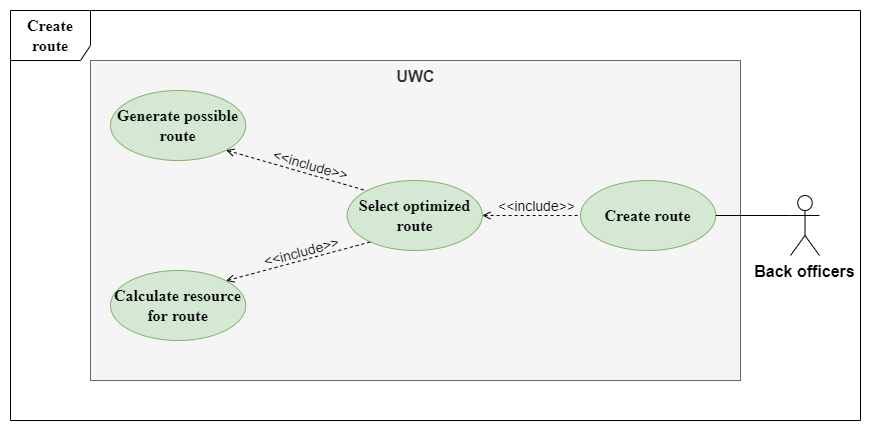 Create
route
UWC
Generate possible
route
<<include>>
Select optimized
route
<<include>>
Create route
<<include>>
Calculate resource
for route
Back officers